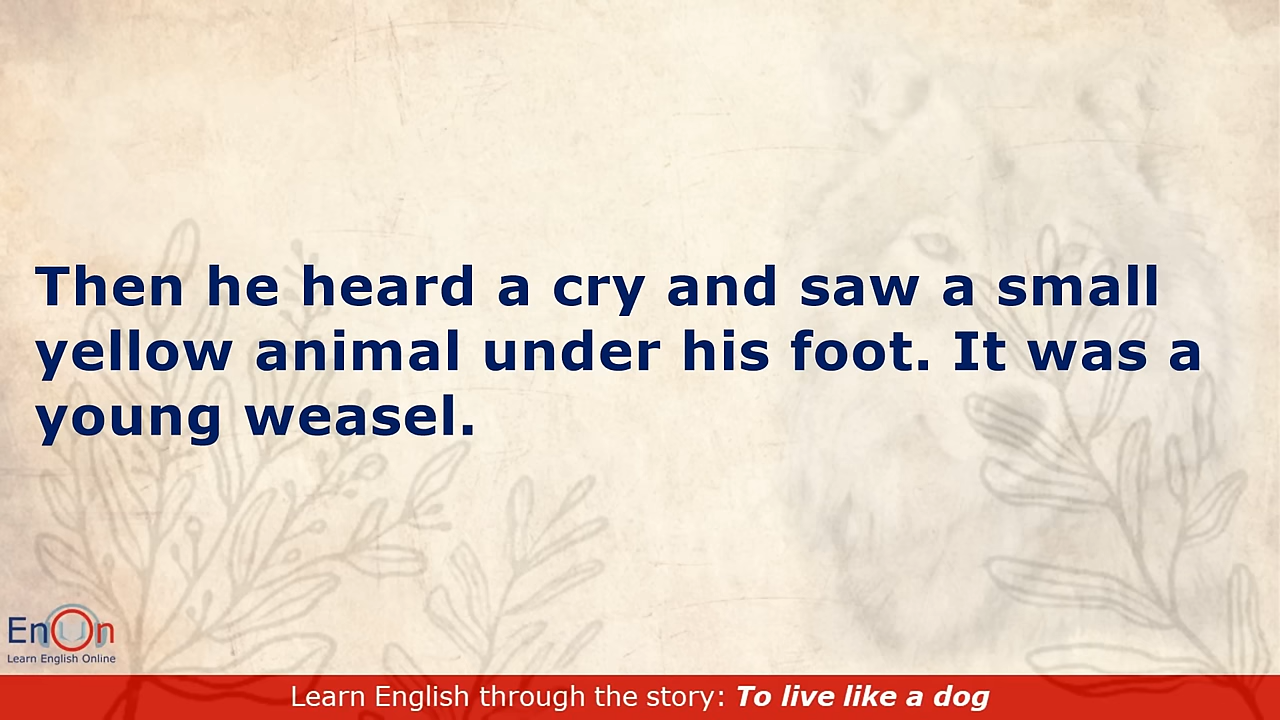 Then he heard a cry and saw a small
yellow animal under his foot. It was a
young weasel.
EnOn
Learn English Online
Learn English through the story: To live like a dog